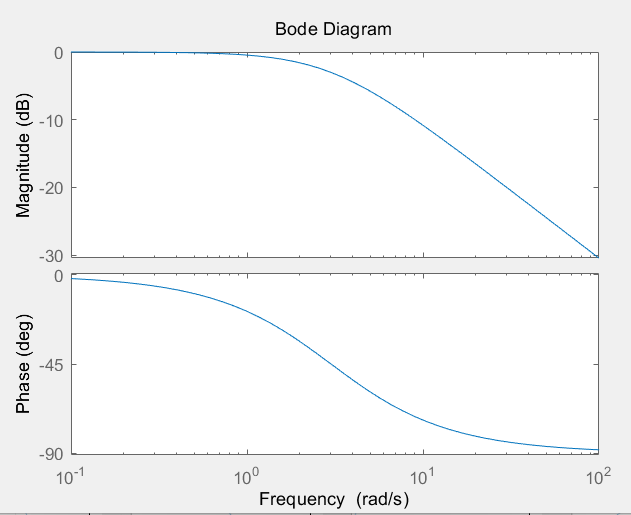 Bode Diagram
Magnitude (dB)
0
-10
-20
-30
Phase (deg)
0
-45
-90
10^-1 10^0 10^1 10^2
Frequency (rad/s)